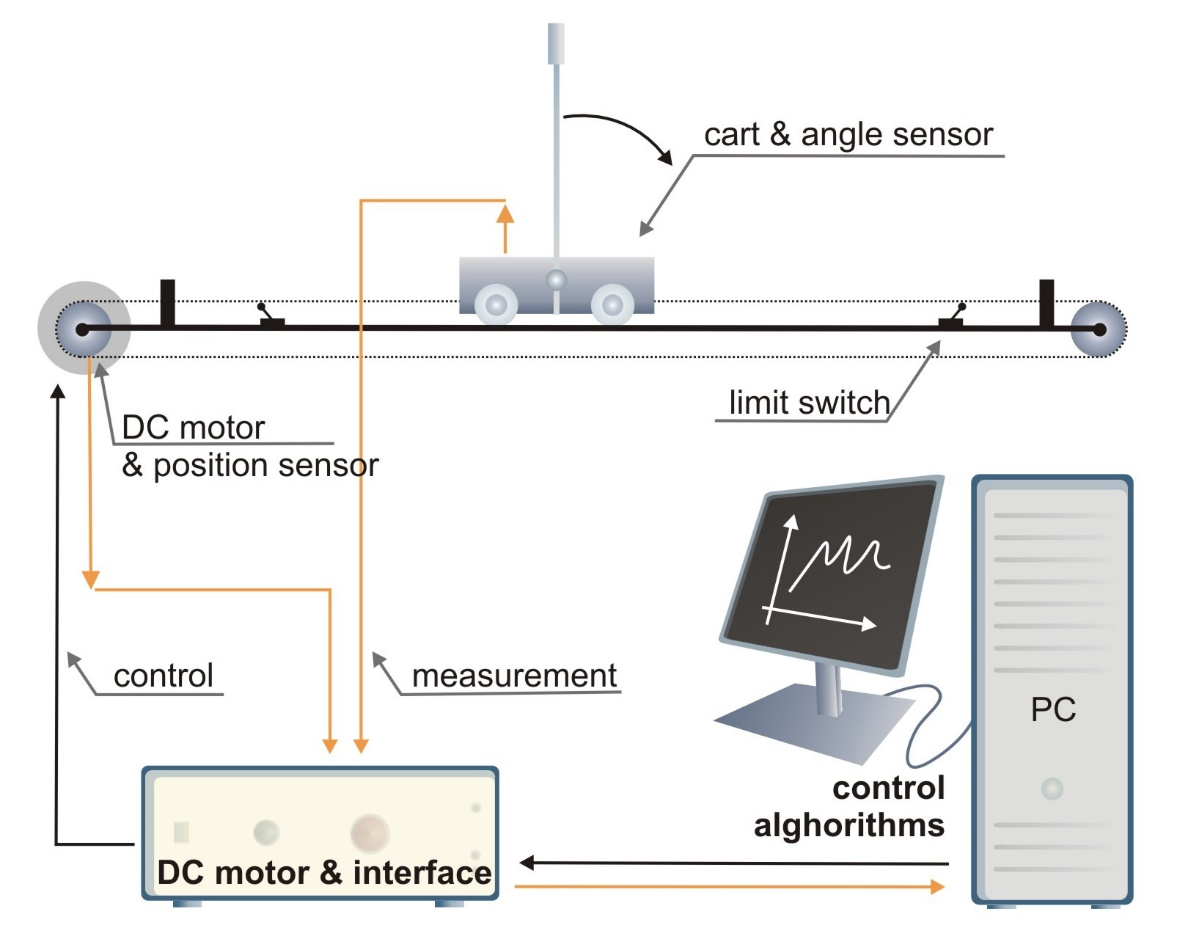 cart & angle sensor
limit switch
DC motor
& position sensor
control
measurement
PC
control
alghorithms
DC motor & interface